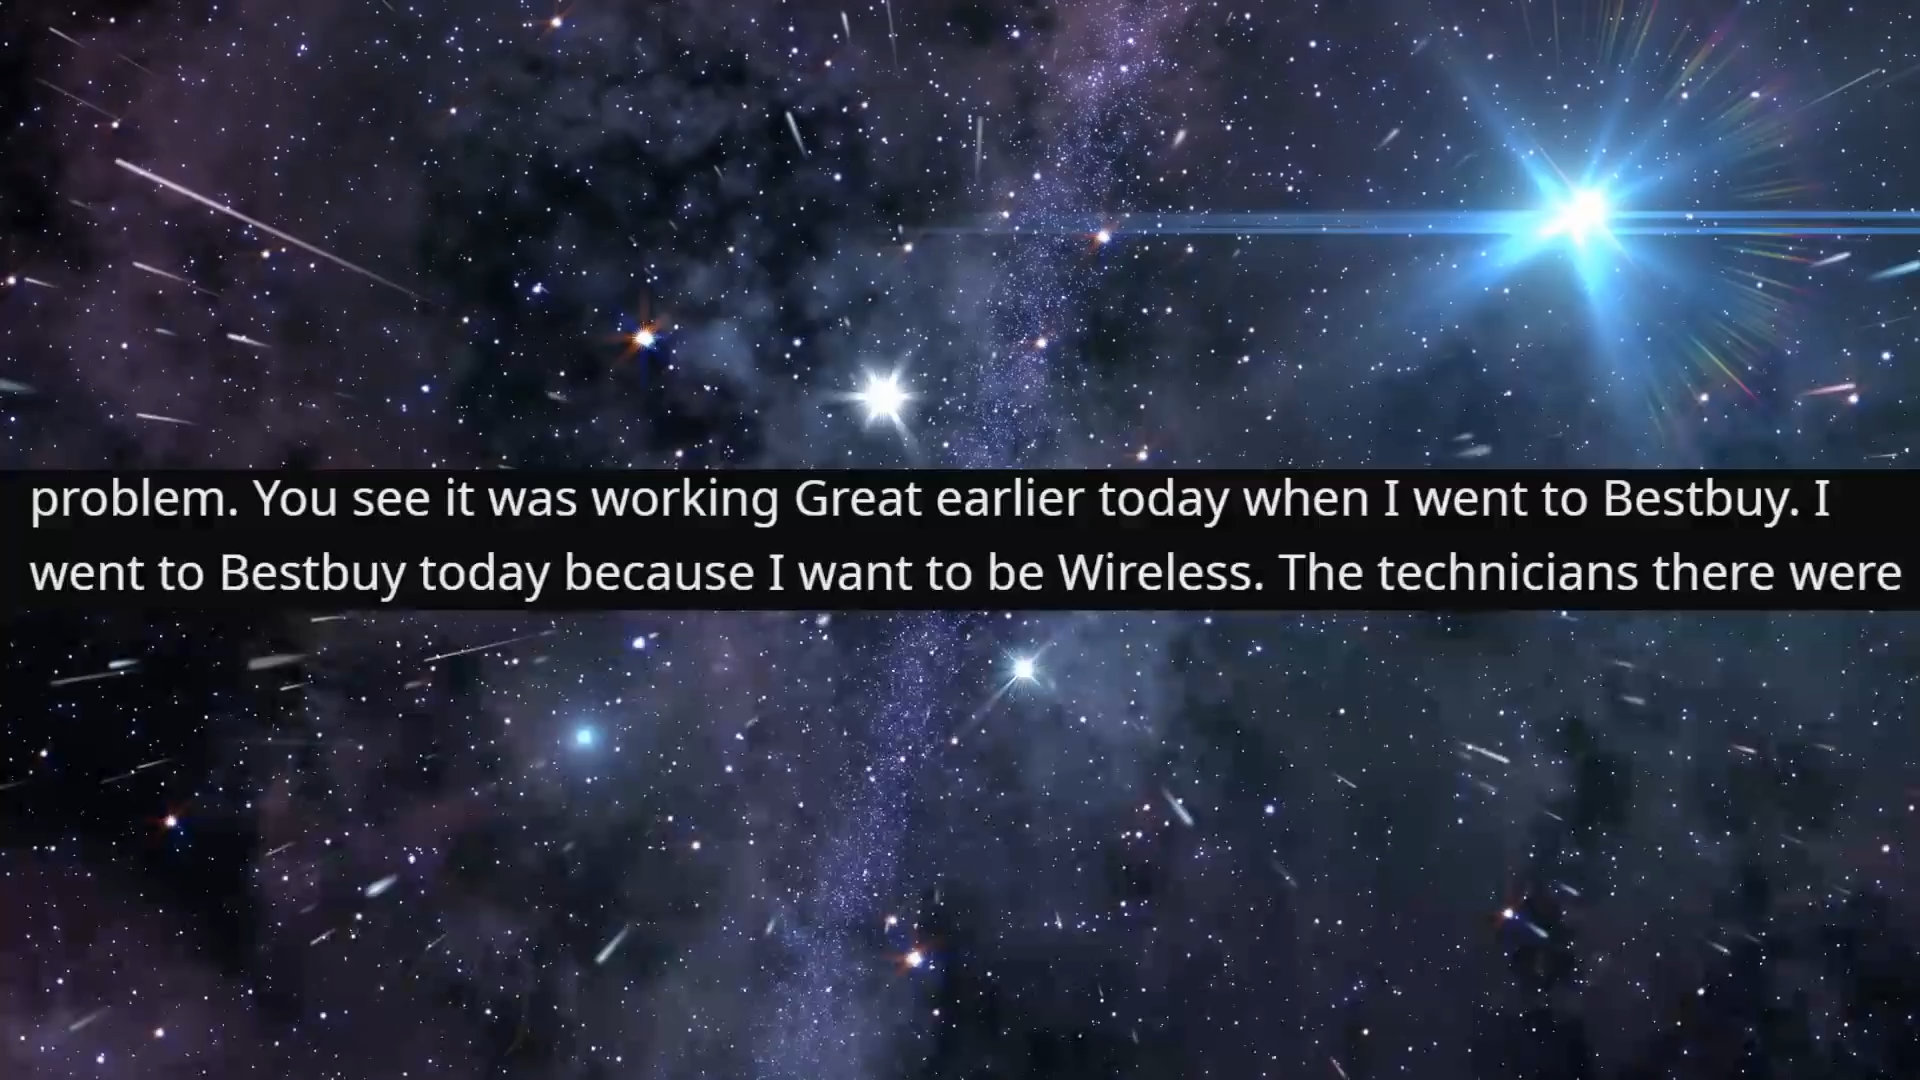 problem. You see it was working Great earlier today when I went to Bestbuy. I
went to Bestbuy today because I want to be Wireless. The technicians there were